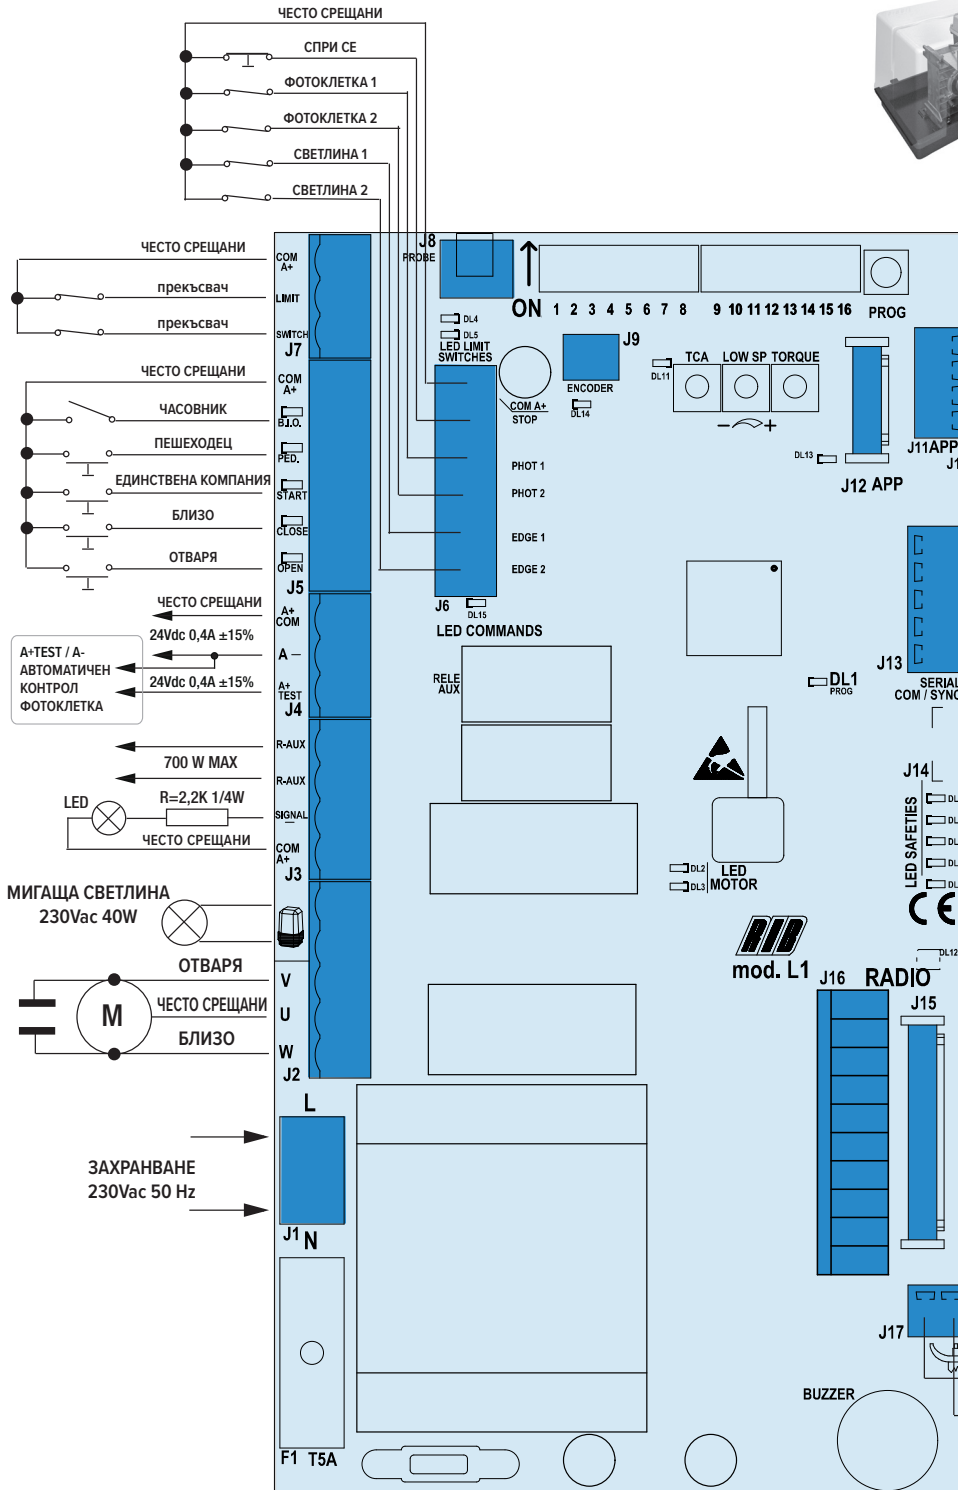 ЧЕСТО СРЕЩАНИ
СПРИ СЕ
ФОТОКЛЕТКА 1
ФОТОКЛЕТКА 2
СВЕТЛИНА 1
СВЕТЛИНА 2
ЧЕСТО СРЕЩАНИ
прекъсвач
прекъсвач
COM
A+
LIMIT
SWITCH
J7
J8
PROBE
ON
1 2 3 4 5 6 7 8
9 10 11 12 13 14 15 16
PROG
DL4
DL5
LED LIMIT
SWITCHES
J9
ENCODER
DL14
DL11
TCA
LOW SP
TORQUE
− +
DL13
J12 APP
J11APP
J1
ЧЕСТО СРЕЩАНИ
ЧАСОВНИК
ПЕШЕХОДЕЦ
ЕДИНСТВЕНА КОМПАНИЯ
БЛИЗО
ОТВАРЯ
COM
A+
B.I.O.
PED.
START
CLOSE
OPEN
J5
COM A+
STOP
PHOT 1
PHOT 2
EDGE 1
EDGE 2
J6
DL15
LED COMMANDS
J13
SERIAL
COM / SYNC
ЧЕСТО СРЕЩАНИ
24Vdc 0,4A ±15%
24Vdc 0,4A ±15%
A+TEST / A-
АВТОМАТИЧЕН
КОНТРОЛ
ФОТОКЛЕТКА
A+
COM
A −
A+
TEST
J4
RELE
AUX
DL1
PROG
J14
LED SAFETIES
DL
DL
DL
DL
DL
700 W MAX
R-AUX
R-AUX
LED
R=2,2K 1/4W
SIGNAL
ЧЕСТО СРЕЩАНИ
COM
A+
J3
DL2
DL3
LED
MOTOR
CE
МИГАЩА СВЕТЛИНА
230Vac 40W
RIB
mod. L1
DL12
J16
RADIO
J15
ОТВАРЯ
ЧЕСТО СРЕЩАНИ
БЛИЗО
M
V
U
W
J2
L
ЗАХРАНВАНЕ
230Vac 50 Hz
J1
N
J17
BUZZER
F1 T5A